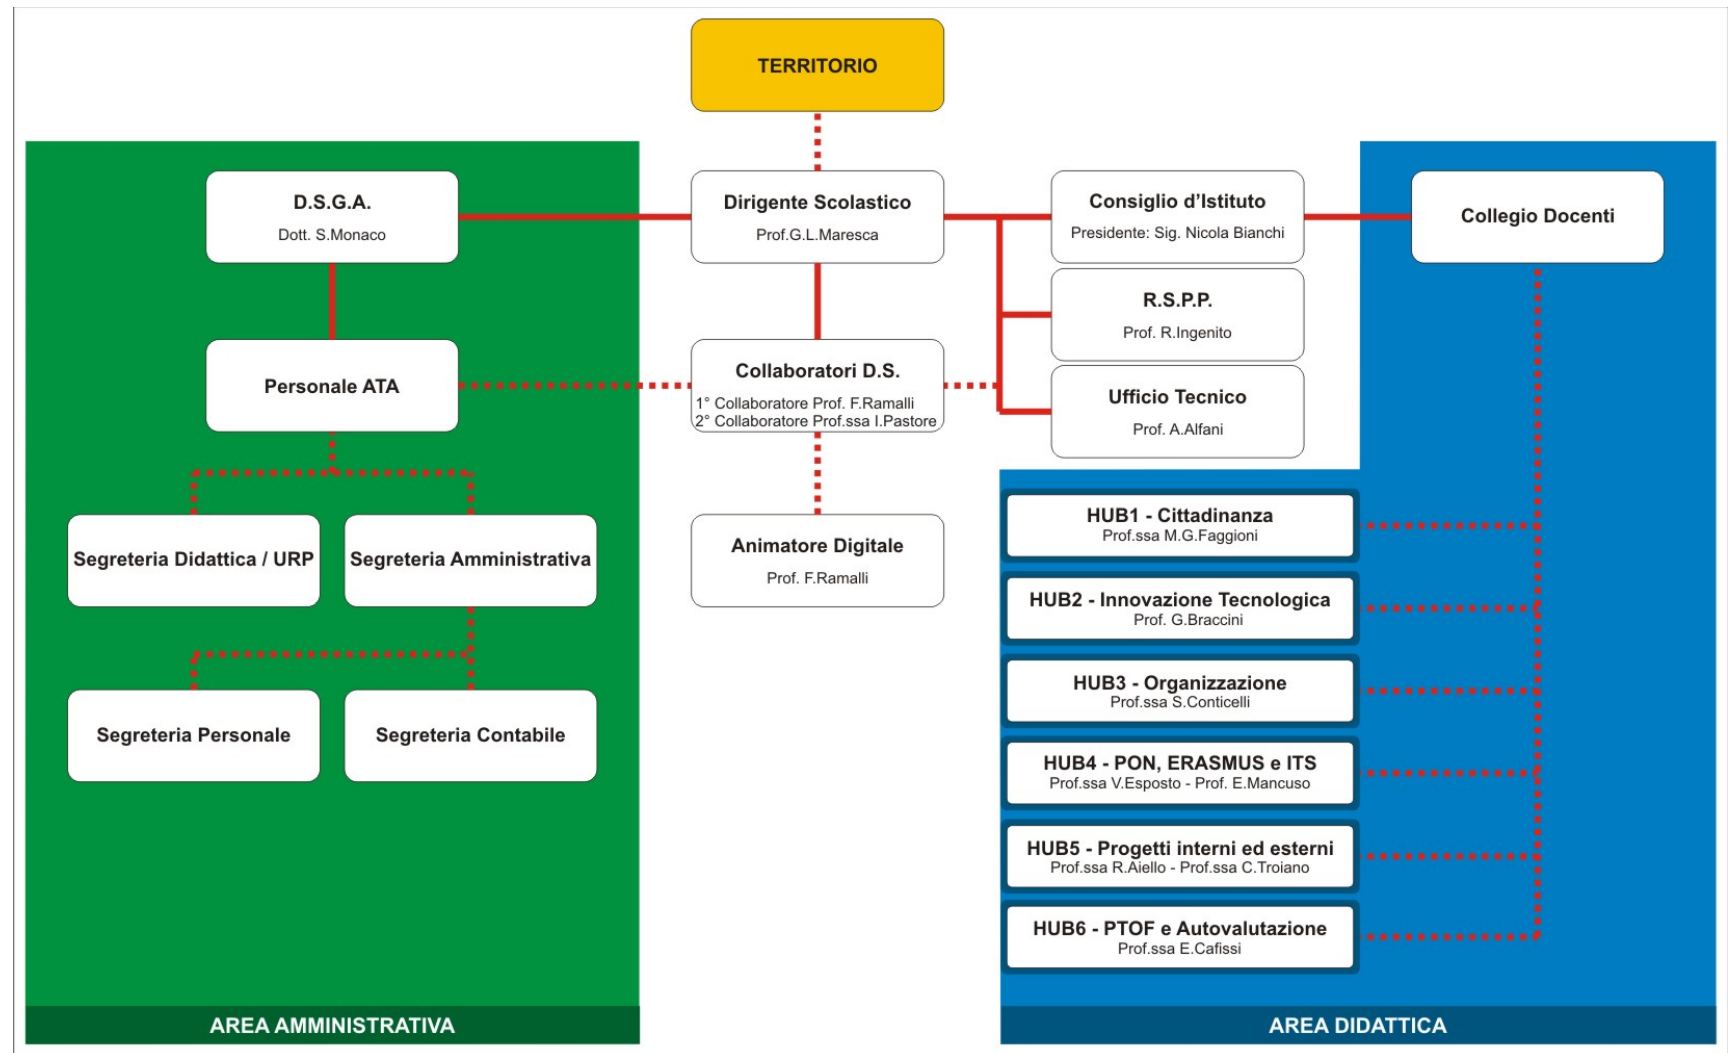 TERRITORIO
D.S.G.A.
Dott. S.Monaco
Dirigente Scolastico
Prof.G.L.Maresca
Consiglio d'Istituto
Presidente: Sig. Nicola Bianchi
Collegio Docenti
R.S.P.P.
Prof. R.Ingenito
Personale ATA
Collaboratori D.S.
1° Collaboratore Prof. F.Ramalli
2° Collaboratore Prof.ssa I.Pastore
Ufficio Tecnico
Prof. A.Alfani
Segreteria Didattica / URP
Segreteria Amministrativa
Animatore Digitale
Prof. F.Ramalli
Segreteria Personale
Segreteria Contabile
HUB1 - Cittadinanza
Prof.ssa M.G.Faggioni
HUB2 - Innovazione Tecnologica
Prof. G.Braccini
HUB3 - Organizzazione
Prof.ssa S.Conticelli
HUB4 - PON, ERASMUS e ITS
Prof.ssa V.Esposto - Prof. E.Mancuso
HUB5 - Progetti interni ed esterni
Prof.ssa R.Aiello - Prof.ssa C.Troiano
HUB6 - PTOF e Autovalutazione
Prof.ssa E.Cafissi
AREA AMMINISTRATIVA
AREA DIDATTICA